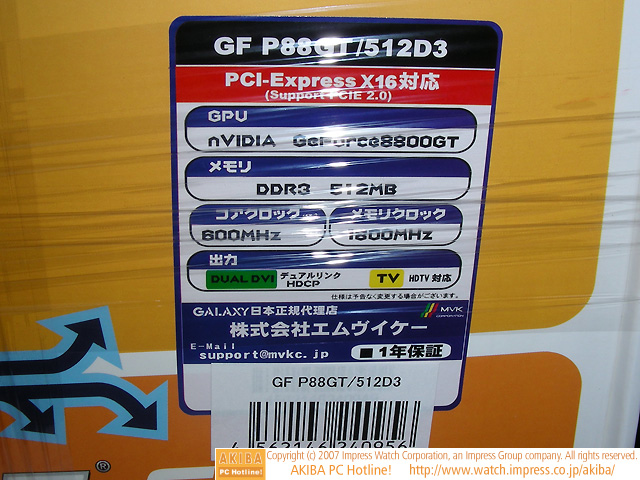 GF P88GT/512D3
PCI-Express X16対応
(Support PCIE 2.0)
GPU
nVIDIA GeForce8800GT
メモリ
DDR3 512MB
コアクロック メモリクロック
600MHz 1800MHz
出力
DUAL DVI デュアルリンク HDCP TV HDTV 対応
仕様は予告なく変更する場合がございます。
GALAXY日本正規代理店
MVK
CORPORATION
株式会社エムヴイケー
E-Mail
support@mvkc.jp
■1年保証
GF P88GT/512D3
4 562146 240956
®
AKIBA PC Hotline!
Copyright (c) 2007 Impress Watch Corporation, an Impress Group company. All rights reserved.
AKIBA PC Hotline! http://www.watch.impress.co.jp/akiba/